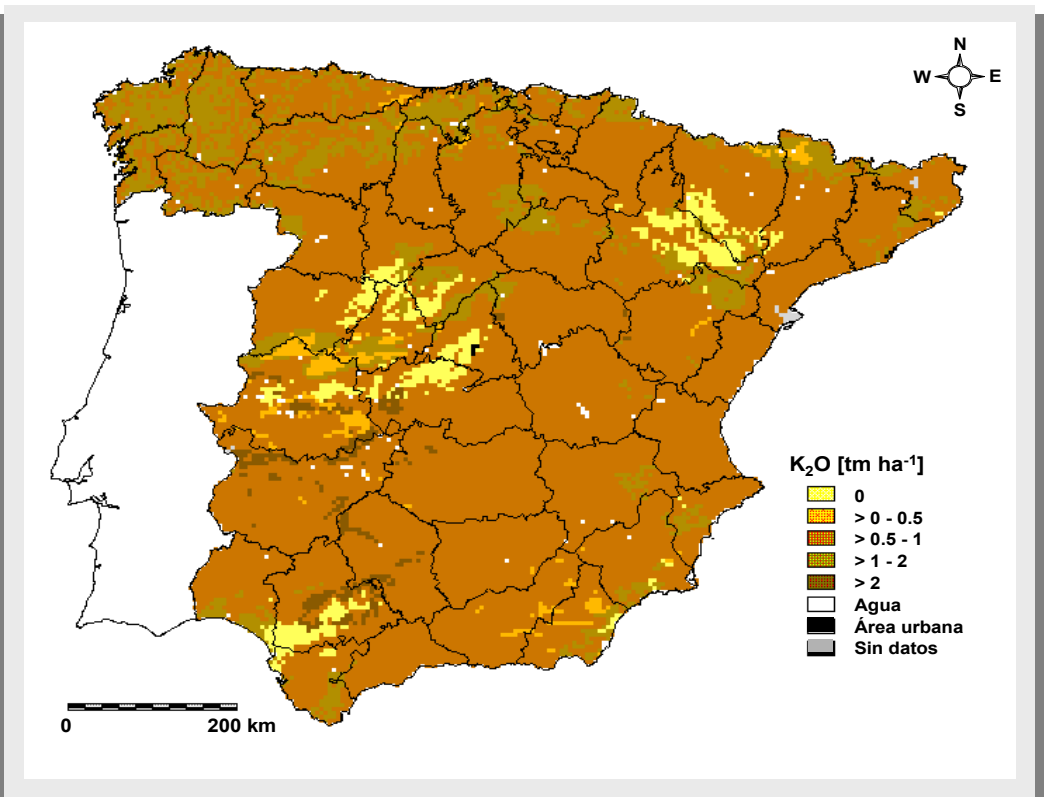 N
W E
S
K₂O [tm ha⁻¹]
0
> 0 - 0.5
> 0.5 - 1
> 1 - 2
> 2
Agua
Área urbana
Sin datos
0 200 km